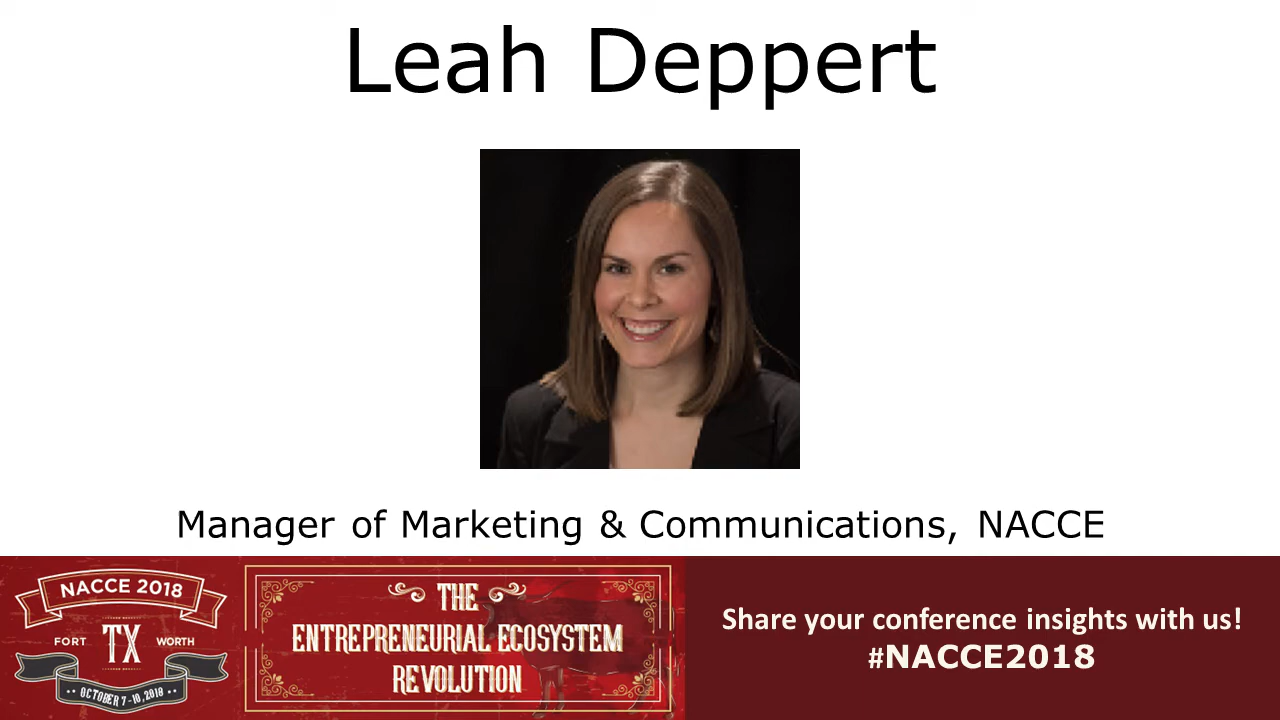 Leah Deppert
Manager of Marketing & Communications, NACCE
NACCE 2018
FORT TX WORTH
OCTOBER 7-10, 2018
THE
ENTREPRENEURIAL ECOSYSTEM
REVOLUTION
Share your conference insights with us!
#NACCE2018